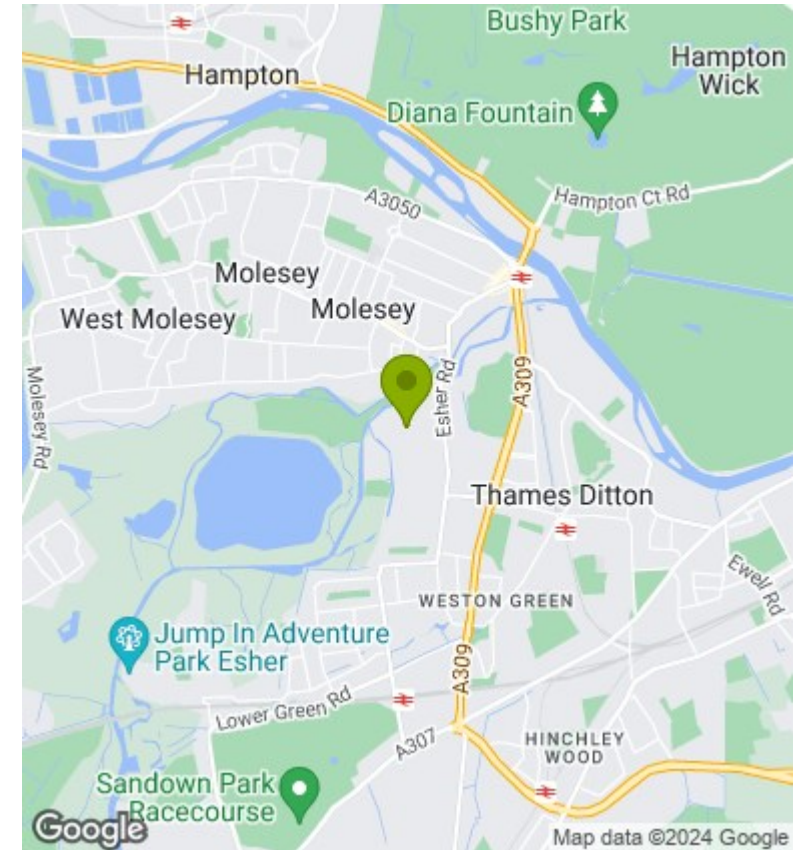 Bushy Park
Hampton
Hampton
Wick
Diana Fountain
Hampton Ct Rd
A3050
Molesey
Molesey
West Molesey
Molesey Rd
Esher Rd
A309
Thames Ditton
Ewell Rd
WESTON GREEN
Jump In Adventure
Park Esher
A309
Lower Green Rd
A307
HINCHLEY
WOOD
Sandown Park
Racecourse
Google
Map data ©2024 Google